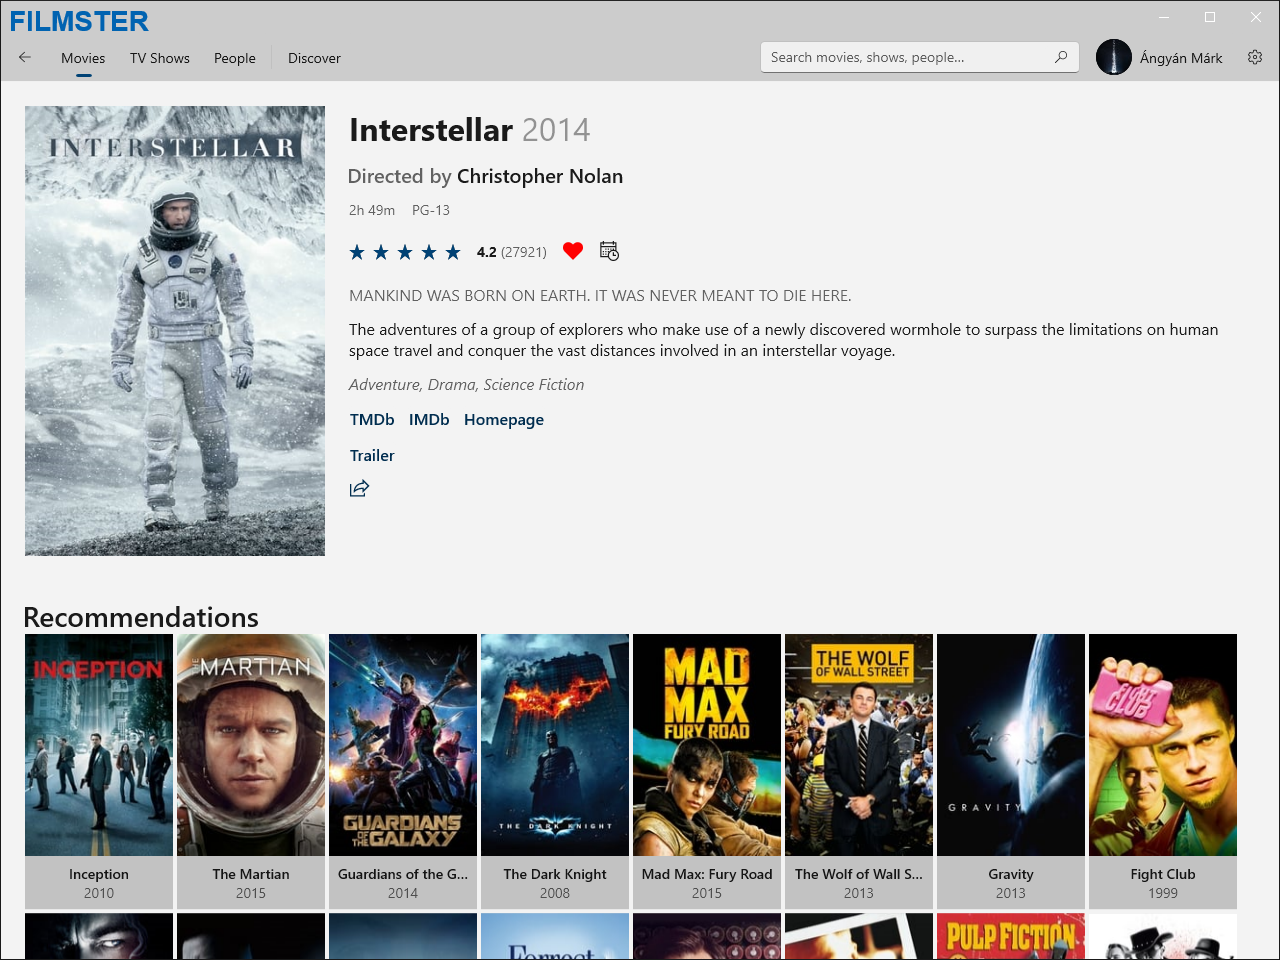 FILMSTER
Movies TV Shows People Discover
Search movies, shows, people...
Ángyán Márk
INTERSTELLAR
Interstellar 2014
Directed by Christopher Nolan
2h 49m PG-13
4.2 (27921)
MANKIND WAS BORN ON EARTH. IT WAS NEVER MEANT TO DIE HERE.
The adventures of a group of explorers who make use of a newly discovered wormhole to surpass the limitations on human
space travel and conquer the vast distances involved in an interstellar voyage.
Adventure, Drama, Science Fiction
TMDb IMDb Homepage
Trailer
Recommendations
INCEPTION
THE MARTIAN
GUARDIANS
OF THE GALAXY
THE DARK KNIGHT
MAD
MAX
FURY ROAD
THE WOLF
OF WALL STREET
GRAVITY
FIGHT
CLUB
Inception
2010
The Martian
2015
Guardians of the G...
2014
The Dark Knight
2008
Mad Max: Fury Road
2015
The Wolf of Wall S...
2013
Gravity
2013
Fight Club
1999
Forrest
PULP FICTION